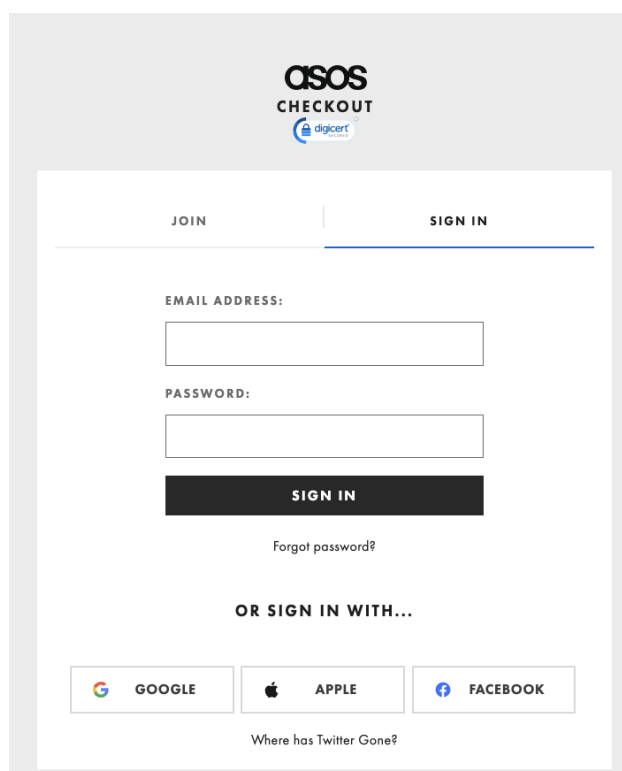 asos
CHECKOUT
digicert
SECURED
JOIN
SIGN IN
EMAIL ADDRESS:
PASSWORD:
SIGN IN
Forgot password?
OR SIGN IN WITH...
GOOGLE
APPLE
FACEBOOK
Where has Twitter Gone?